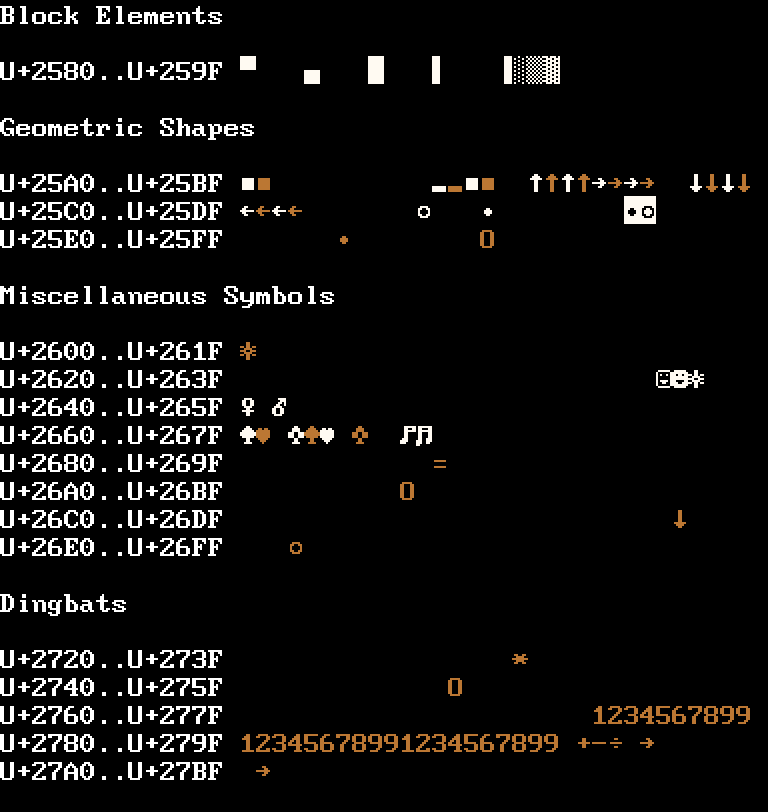 Block Elements
U+2580..U+259F ▀ ▄ █ ▌ ▐░▒▓
Geometric Shapes
U+25A0..U+25BF ■■ ▬▬■■ ↑↑↑↑→→→→ ↓↓↓↓
U+25C0..U+25DF ←←←← ○ • ◘◙
U+25E0..U+25FF • 0
Miscellaneous Symbols
U+2600..U+261F ☼
U+2620..U+263F ☺☻☼
U+2640..U+265F ♀ ♂
U+2660..U+267F ♠♥ ♣♠♥ ♣ ♪♫
U+2680..U+269F =
U+26A0..U+26BF 0
U+26C0..U+26DF ↓
U+26E0..U+26FF ○
Dingbats
U+2720..U+273F *
U+2740..U+275F 0
U+2760..U+277F 1234567899
U+2780..U+279F 12345678991234567899 +−÷ →
U+27A0..U+27BF →